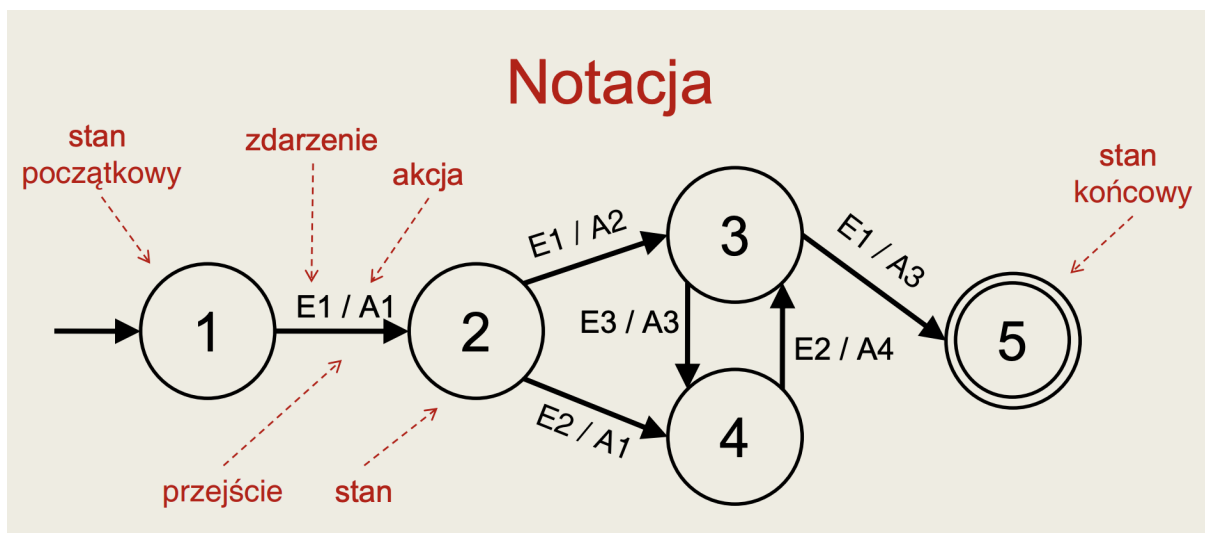 Notacja
stan
początkowy
zdarzenie
akcja
stan
końcowy
1
E1 / A1
2
E1 / A2
3
E1 / A3
E3 / A3
E2 / A4
5
E2 / A1
4
przejście
stan